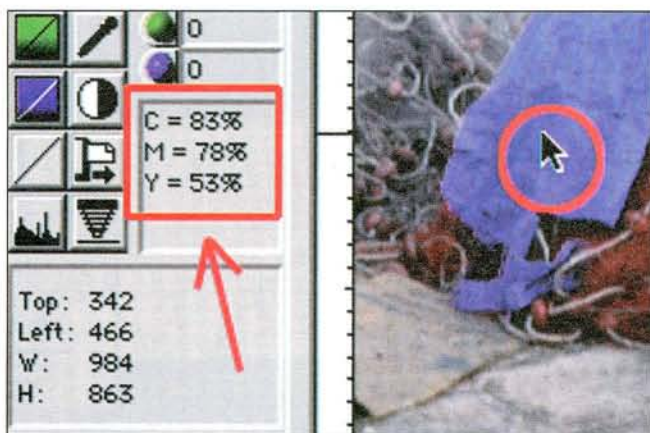 0
0
C = 83%
M = 78%
Y = 53%
Top: 342
Left: 466
W: 984
H: 863